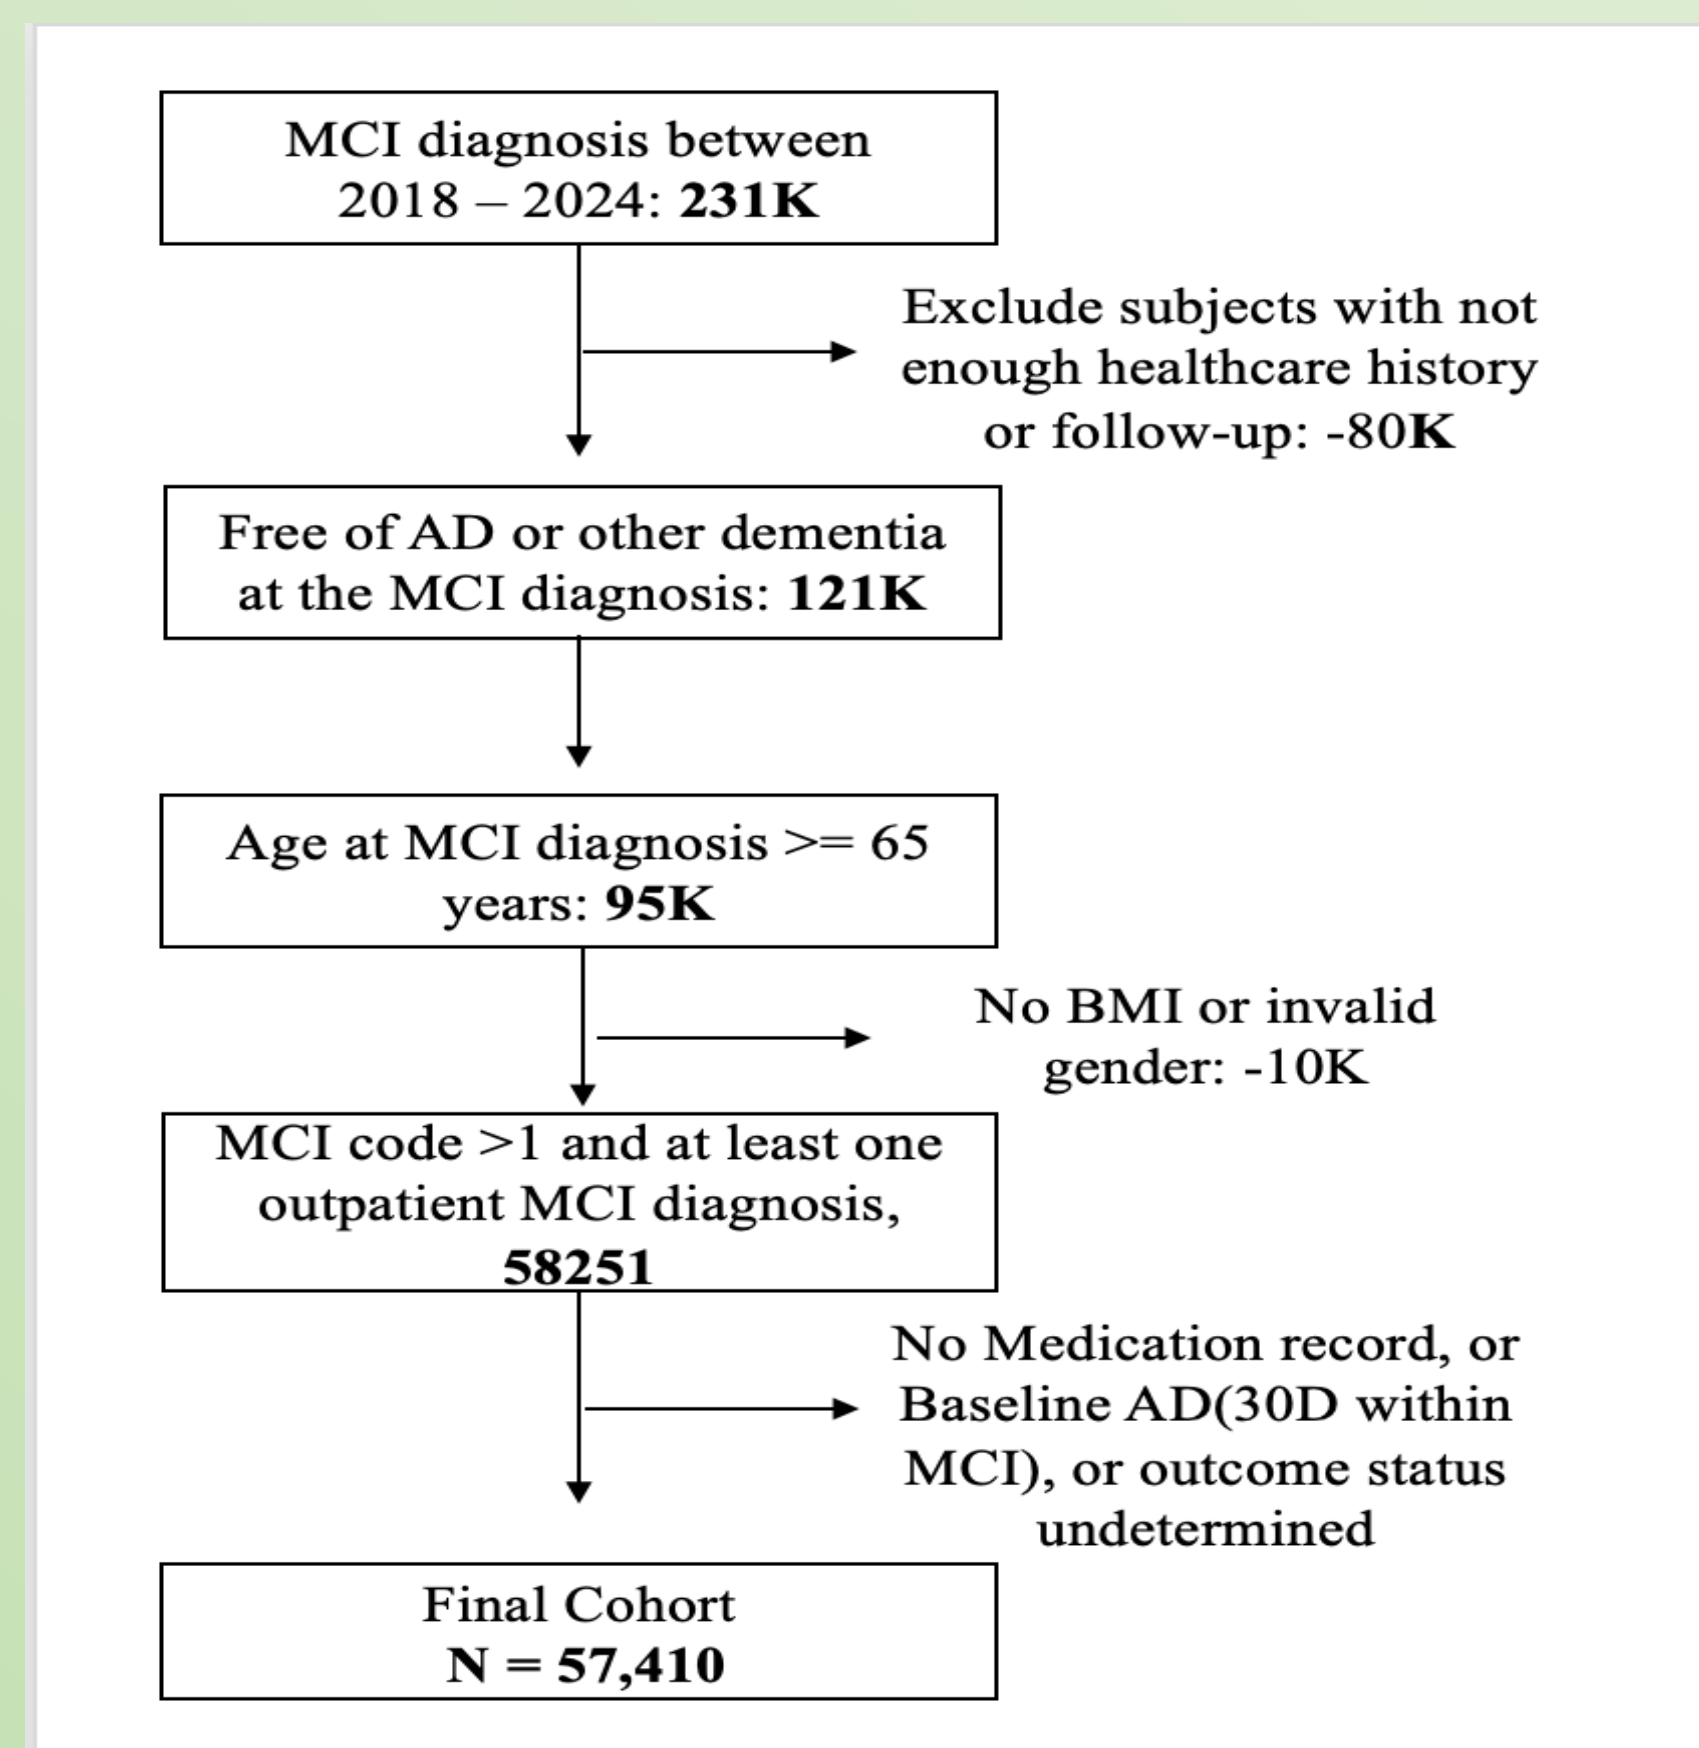 MCI diagnosis between
2018 – 2024: 231K
Exclude subjects with not
enough healthcare history
or follow-up: -80K
Free of AD or other dementia
at the MCI diagnosis: 121K
Age at MCI diagnosis >= 65
years: 95K
No BMI or invalid
gender: -10K
MCI code >1 and at least one
outpatient MCI diagnosis,
58251
No Medication record, or
Baseline AD(30D within
MCI), or outcome status
undetermined
Final Cohort
N = 57,410